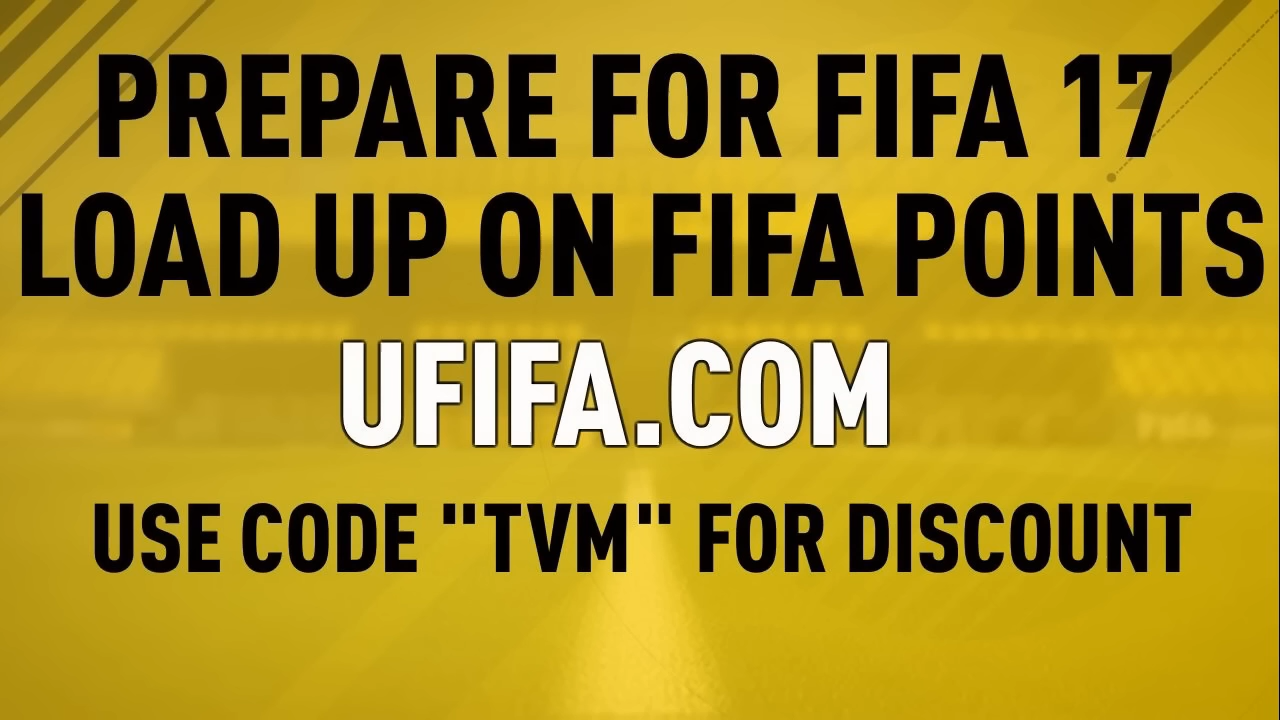 PREPARE FOR FIFA 17
LOAD UP ON FIFA POINTS
UFIFA.COM
USE CODE "TVM" FOR DISCOUNT